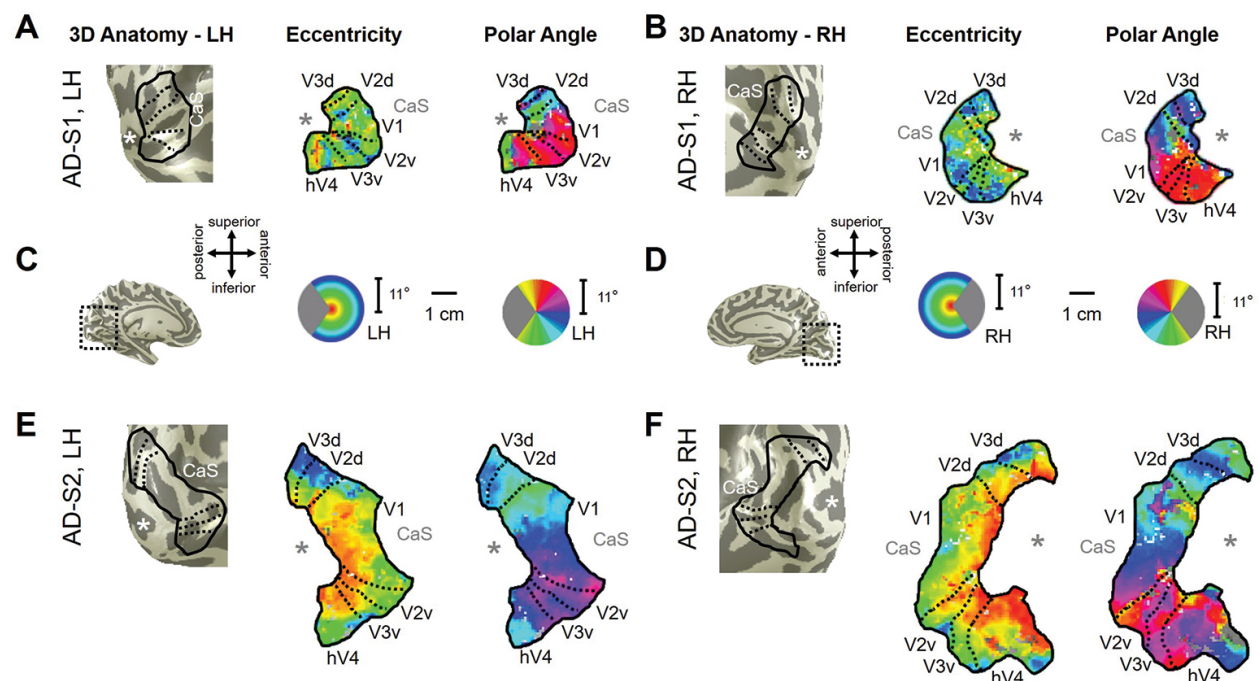 A
3D Anatomy - LH
Eccentricity
Polar Angle
AD-S1, LH
CaS
*
V3d
V2d
CaS
*
V1
V2v
V3v
hV4
V3d
V2d
CaS
*
V1
V2v
V3v
hV4
B
3D Anatomy - RH
Eccentricity
Polar Angle
AD-S1, RH
CaS
*
V3d
V2d
CaS
*
V1
V2v
V3v
hV4
V3d
V2d
CaS
*
V1
V2v
V3v
hV4
C
superior
posterior
anterior
inferior
11°
LH
1 cm
11°
LH
D
superior
anterior
posterior
inferior
11°
RH
1 cm
11°
RH
E
AD-S2, LH
CaS
*
V3d
V2d
V1
CaS
*
V2v
V3v
hV4
V3d
V2d
V1
CaS
*
V2v
V3v
hV4
F
AD-S2, RH
CaS
*
V3d
V2d
V1
CaS
*
V2v
V3v
hV4
V3d
V2d
V1
CaS
*
V2v
V3v
hV4